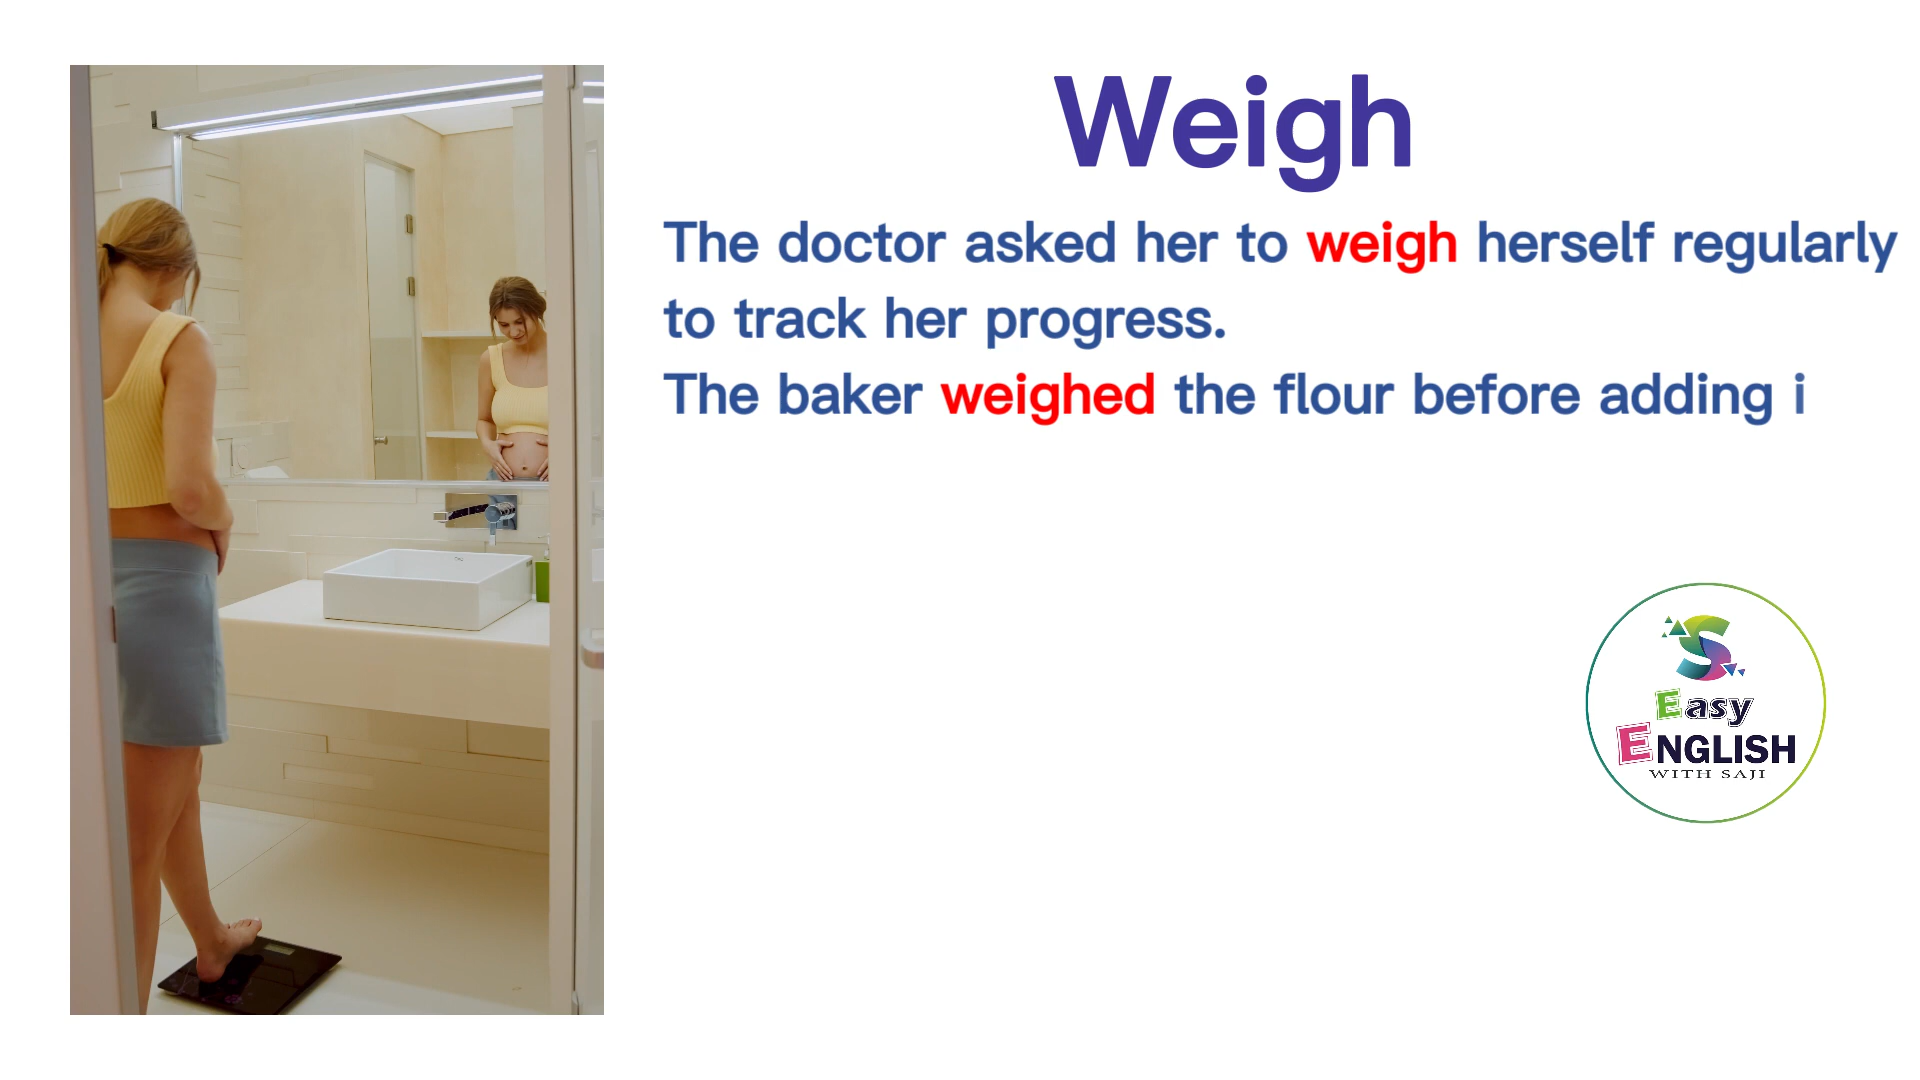 Weigh
The doctor asked her to weigh herself regularly
to track her progress.
The baker weighed the flour before adding i
S
Easy
ENGLISH
WITH SAJI